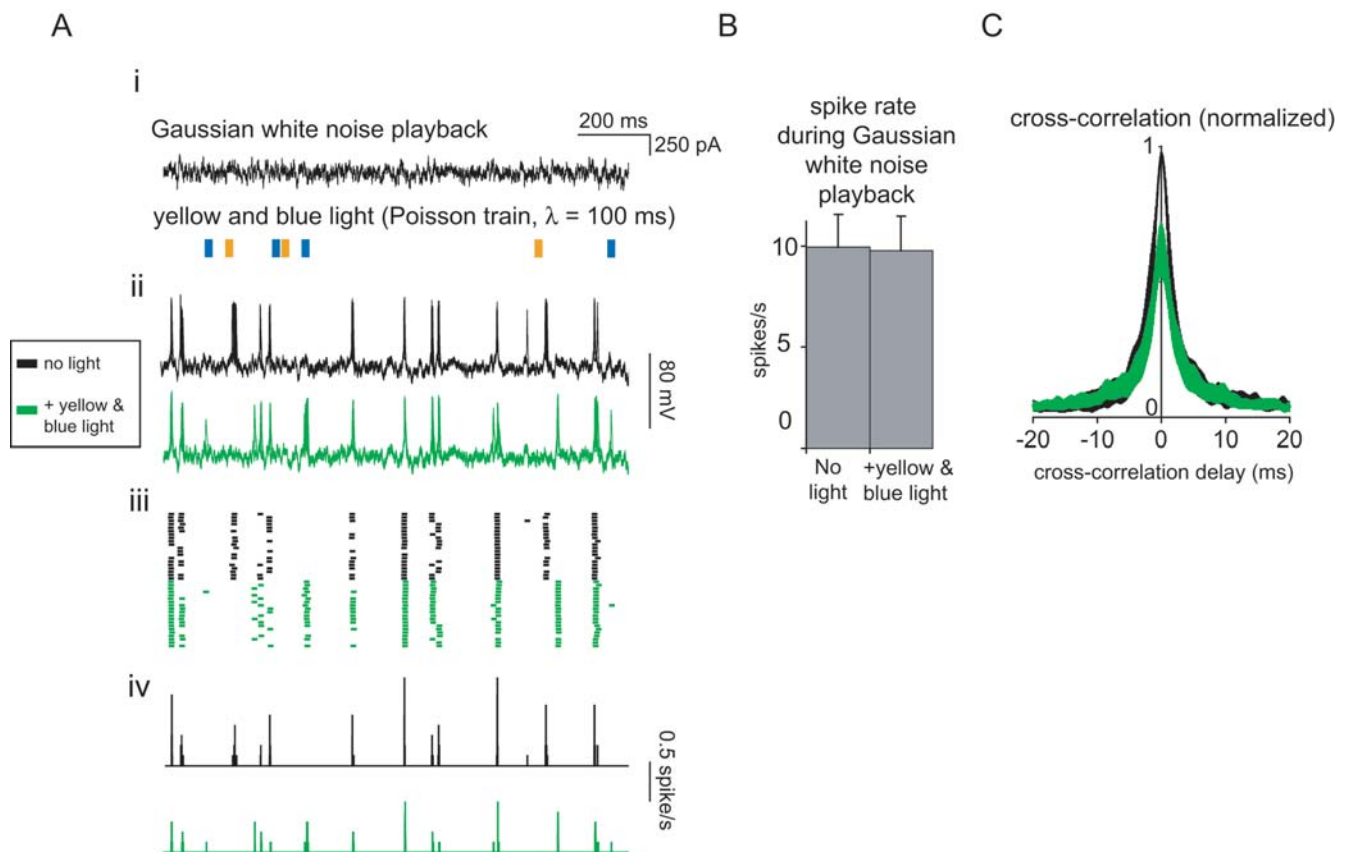 A
i
Gaussian white noise playback
200 ms
250 pA
yellow and blue light (Poisson train, λ = 100 ms)
ii
no light
+ yellow &
blue light
80 mV
iii
iv
0.5 spike/s
B
spike rate
during Gaussian
white noise
playback
spikes/s
10
5
0
No
light
+yellow &
blue light
C
cross-correlation (normalized)
1
0
-20
-10
0
10
20
cross-correlation delay (ms)